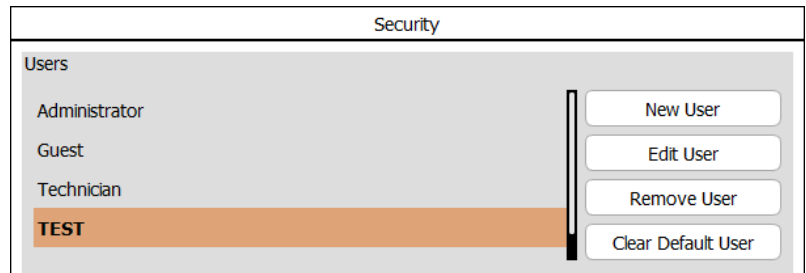 Security
Users
Administrator
Guest
Technician
TEST
New User
Edit User
Remove User
Clear Default User